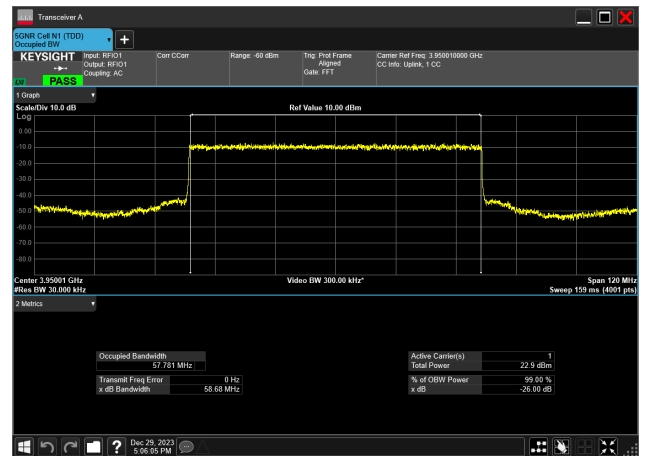 Transceiver A
5GNR Cell N1 (TDD)
Occupied BW
KEYSIGHT
LW PASS
Input: RFIO1
Output: RFIO1
Coupling: AC
Corr CCorr
Range: -60 dBm
Trig: Prot Frame
Aligned
Gate: FFT
Carrier Ref Freq: 3.950010000 GHz
CC Info: Uplink, 1 CC
1 Graph
Scale/Div 10.0 dB
Ref Value 10.00 dBm
Log
0.00
-10.0
-20.0
-30.0
-40.0
-50.0
-60.0
-70.0
-80.0
Center 3.95001 GHz
Video BW 300.00 kHz*
Span 120 MHz
#Res BW 30.000 kHz
Sweep 159 ms (4001 pts)
2 Metrics
Occupied Bandwidth
57.781 MHz
Transmit Freq Error 0 Hz
x dB Bandwidth 58.68 MHz
Active Carrier(s) 1
Total Power 22.9 dBm
% of OBW Power 99.00 %
x dB -26.00 dB
Dec 29, 2023
5:06:05 PM